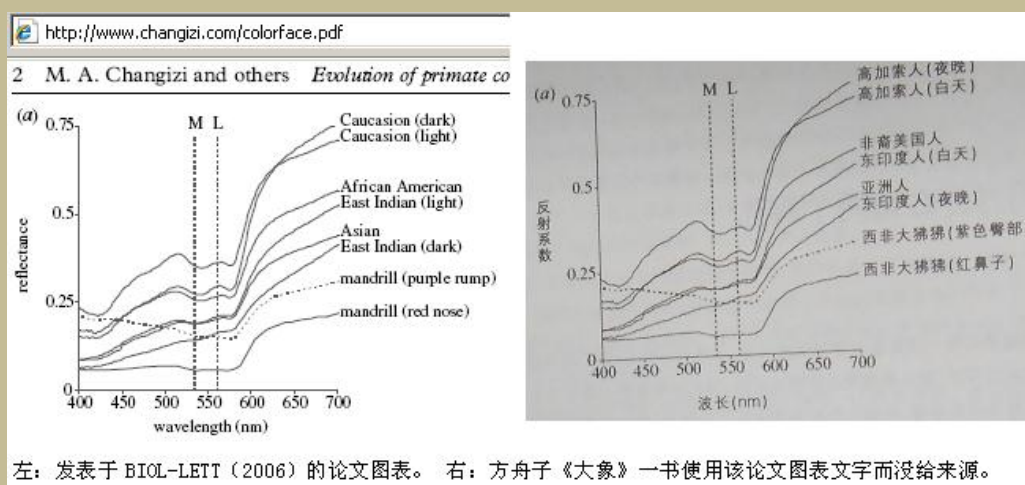 http://www.changizi.com/colorface.pdf
2 M. A. Changizi and others Evolution of primate co
(a)
0.75
0.5
0.25
0
reflectance
M L
Caucasion (dark)
Caucasion (light)
African American
East Indian (light)
Asian
East Indian (dark)
mandrill (purple rump)
mandrill (red nose)
400 450 500 550 600 650 700
wavelength (nm)
(a)
0.75
0.5
0.25
0
反射系数
M L
高加索人(夜晚)
高加索人(白天)
非裔美国人
东印度人(白天)
亚洲人
东印度人(夜晚)
西非大狒狒(紫色臀部
西非大狒狒(红鼻子)
400 450 500 550 600 650 700
波长(nm)
左：发表于 BIOL-LETT（2006）的论文图表。 右：方舟子《大象》一书使用该论文图表文字而没给来源。